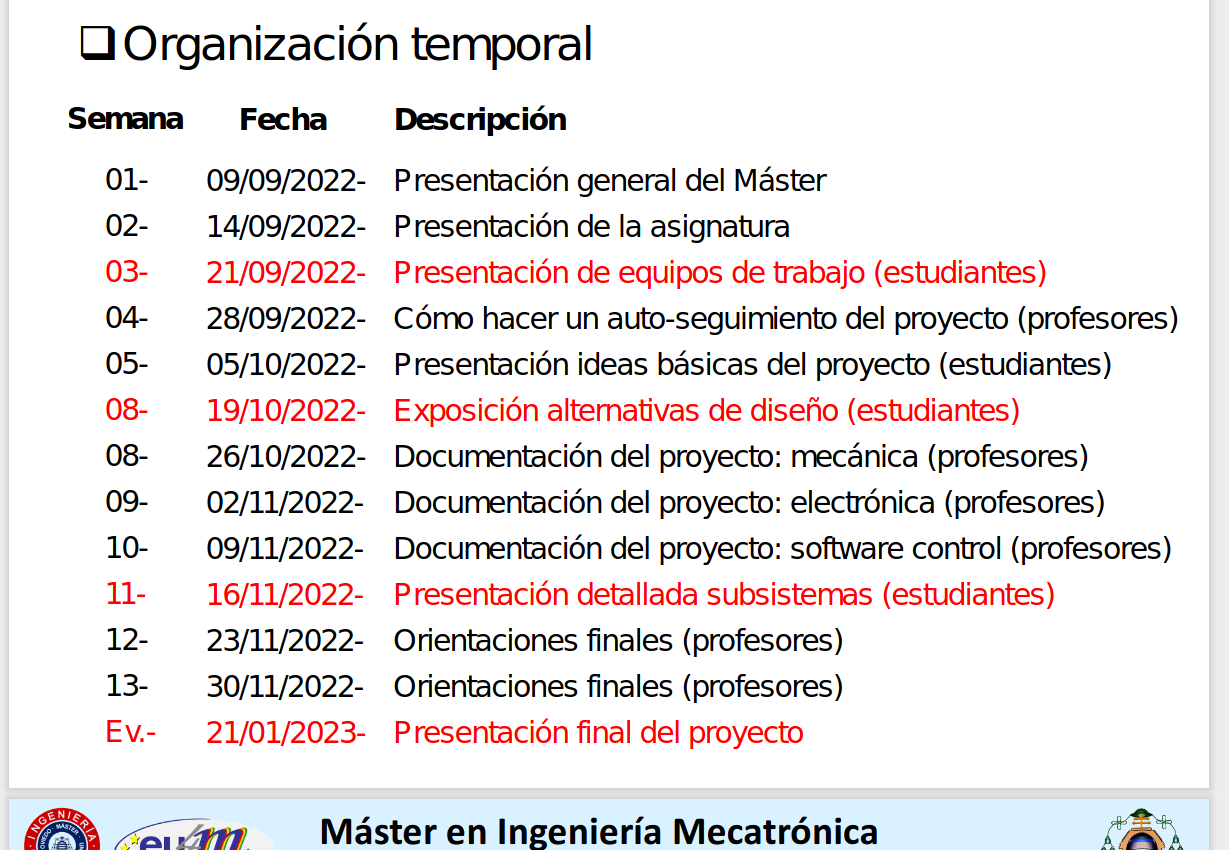 Organización temporal
Semana Fecha Descripción
01- 09/09/2022- Presentación general del Máster
02- 14/09/2022- Presentación de la asignatura
03- 21/09/2022- Presentación de equipos de trabajo (estudiantes)
04- 28/09/2022- Cómo hacer un auto-seguimiento del proyecto (profesores)
05- 05/10/2022- Presentación ideas básicas del proyecto (estudiantes)
08- 19/10/2022- Exposición alternativas de diseño (estudiantes)
08- 26/10/2022- Documentación del proyecto: mecánica (profesores)
09- 02/11/2022- Documentación del proyecto: electrónica (profesores)
10- 09/11/2022- Documentación del proyecto: software control (profesores)
11- 16/11/2022- Presentación detallada subsistemas (estudiantes)
12- 23/11/2022- Orientaciones finales (profesores)
13- 30/11/2022- Orientaciones finales (profesores)
Ev.- 21/01/2023- Presentación final del proyecto
INGENIERÍA
MÁSTER
eu4m
Máster en Ingeniería Mecatrónica